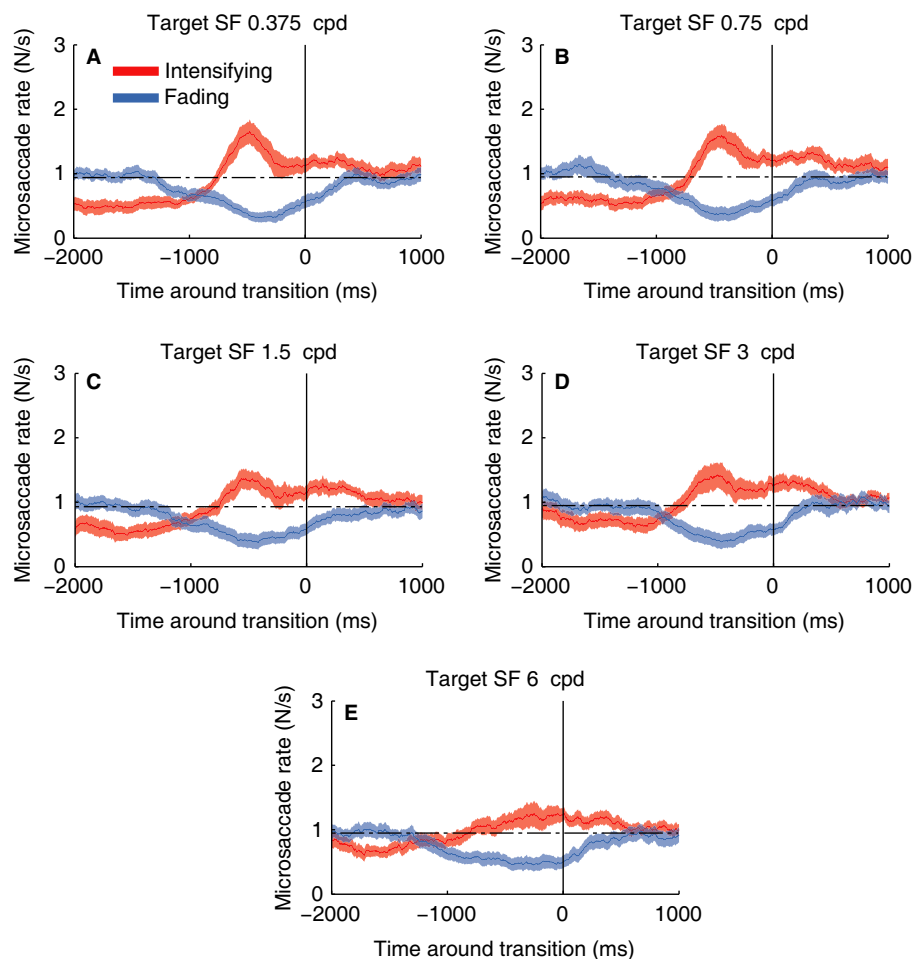 Target SF 0.375 cpd
A
Intensifying
Fading
Microsaccade rate (N/s)
3
2
1
0
−2000 −1000 0 1000
Time around transition (ms)
Target SF 0.75 cpd
B
Microsaccade rate (N/s)
3
2
1
0
−2000 −1000 0 1000
Time around transition (ms)
Target SF 1.5 cpd
C
Microsaccade rate (N/s)
3
2
1
0
−2000 −1000 0 1000
Time around transition (ms)
Target SF 3 cpd
D
Microsaccade rate (N/s)
3
2
1
0
−2000 −1000 0 1000
Time around transition (ms)
Target SF 6 cpd
E
Microsaccade rate (N/s)
3
2
1
0
−2000 −1000 0 1000
Time around transition (ms)